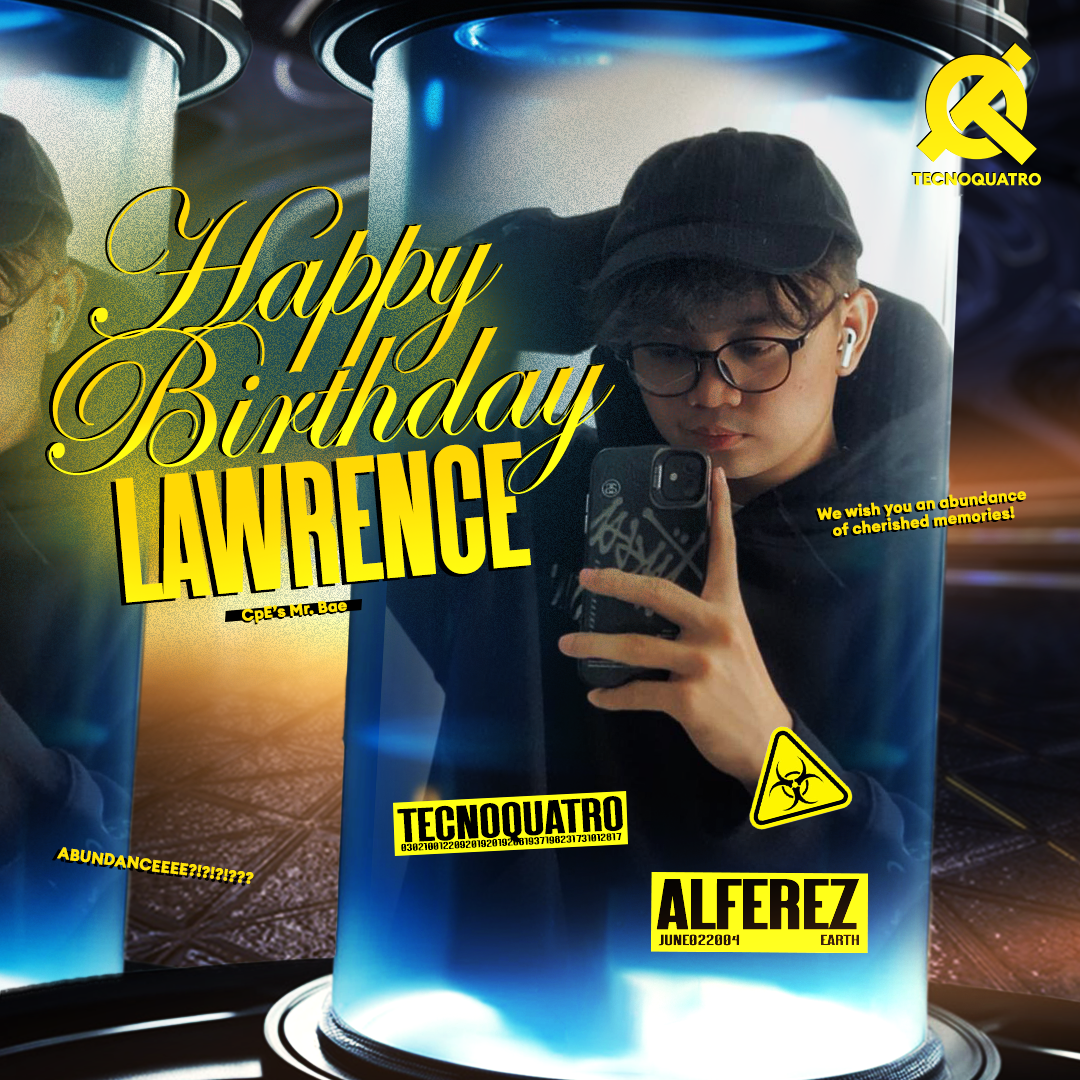 TECNOQUATRO
Happy
Birthday
LAWRENCE
CpE's Mr. Bae
We wish you an abundance
of cherished memories!
TECNOQUATRO
ABUNDANCEEEE?!?!?!???
ALFEREZ
JUNE022004 EARTH